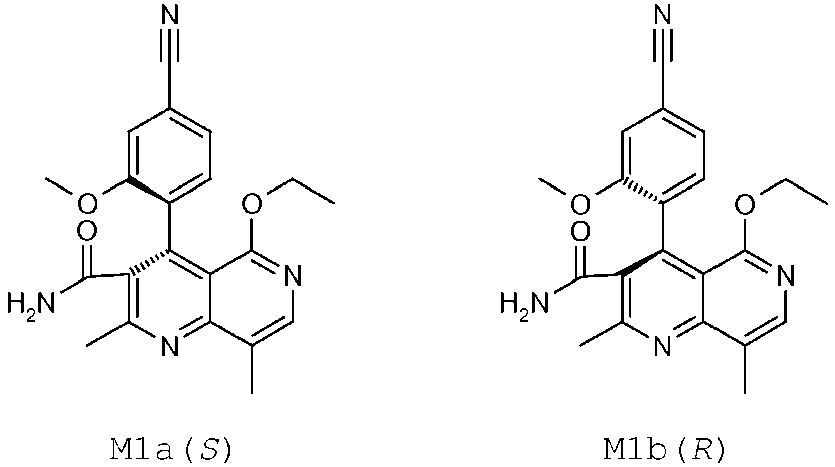 N N
O O
O O
O O
N N
H2N H2N
N N
M1a(S) M1b(R)